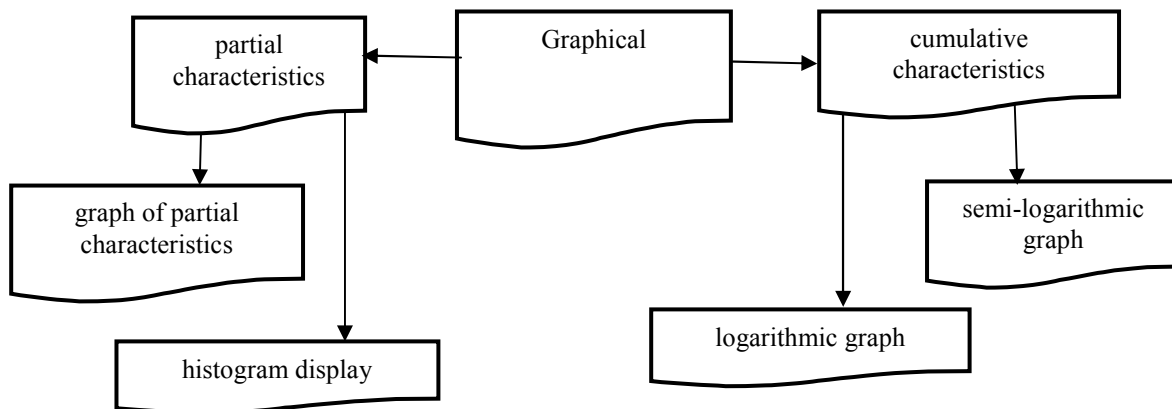 partial
characteristics
Graphical
cumulative
characteristics
graph of partial
characteristics
semi-logarithmic
graph
logarithmic graph
histogram display